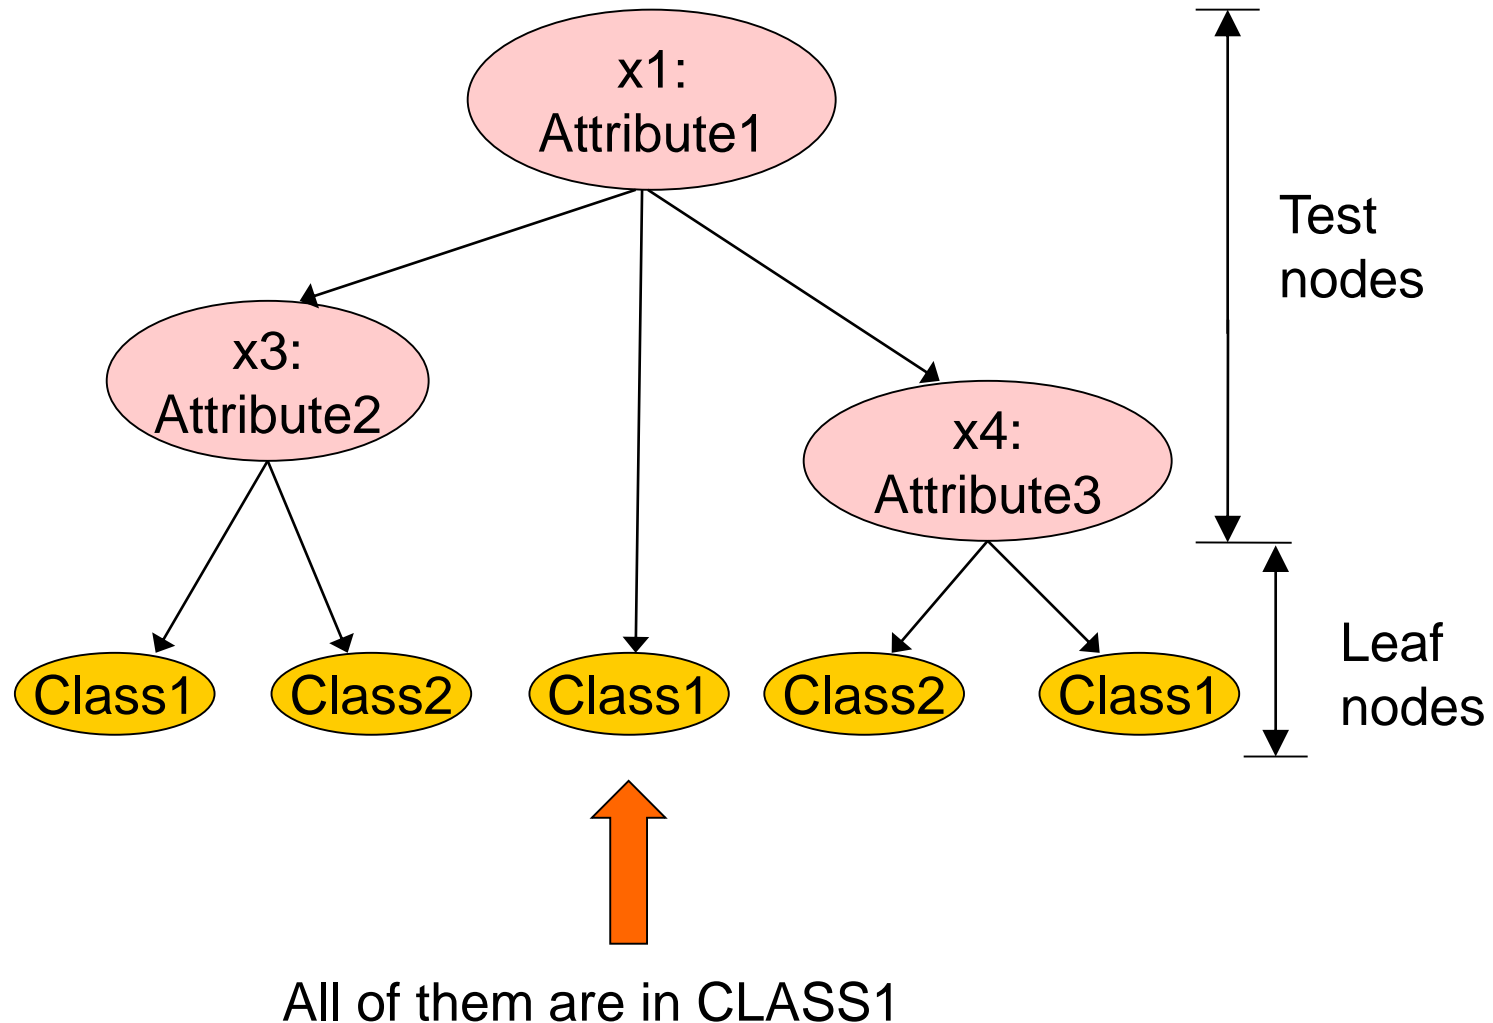 x1:
Attribute1
Test
nodes
x3:
Attribute2
x4:
Attribute3
Class1
Class2
Class1
Class2
Class1
Leaf
nodes
All of them are in CLASS1